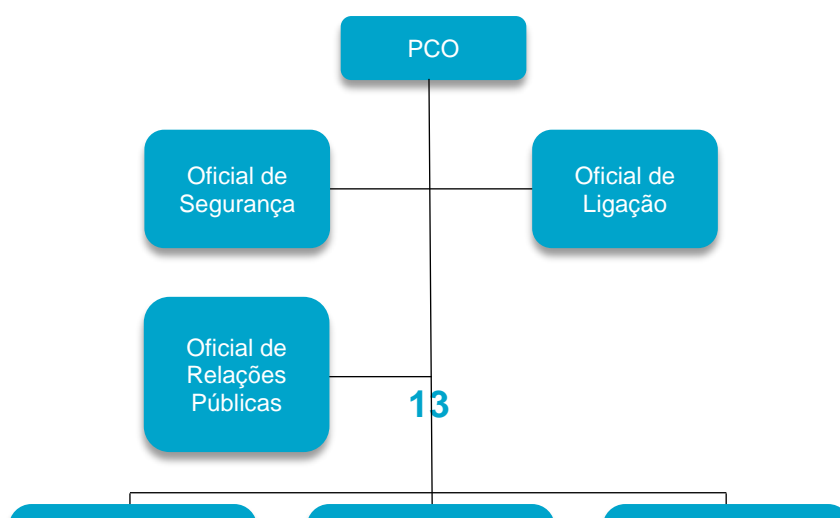 PCO
Oficial de
Segurança
Oficial de
Ligação
Oficial de
Relações
Públicas
13